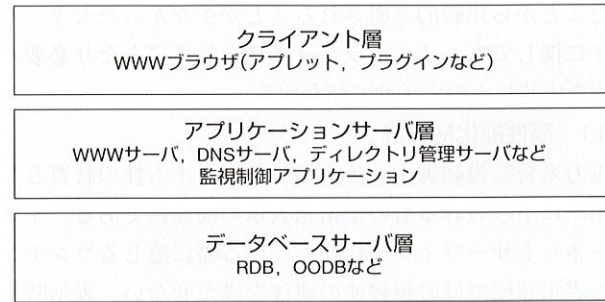 クライアント層
WWWブラウザ(アプレット，プラグインなど)
アプリケーションサーバ層
WWWサーバ，DNSサーバ，ディレクトリ管理サーバなど
監視制御アプリケーション
データベースサーバ層
RDB，OODBなど